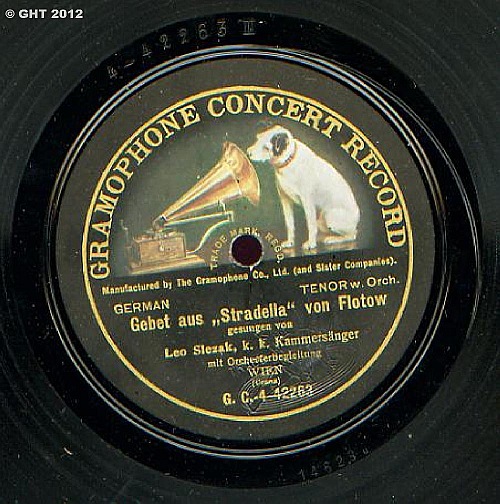 © GHT 2012
4-42263
GRAMOPHONE CONCERT RECORD
TRADE MARK REGD.
Manufactured by The Gramophone Co., Ltd. (and Sister Companies).
GERMAN
TENOR w. Orch.
Gebet aus „Stradella“ von Flotow
gesungen von
Leo Slezak, k. k. Kammersänger
mit Orchesterbegleitung
WIEN
G. C.-4-42263